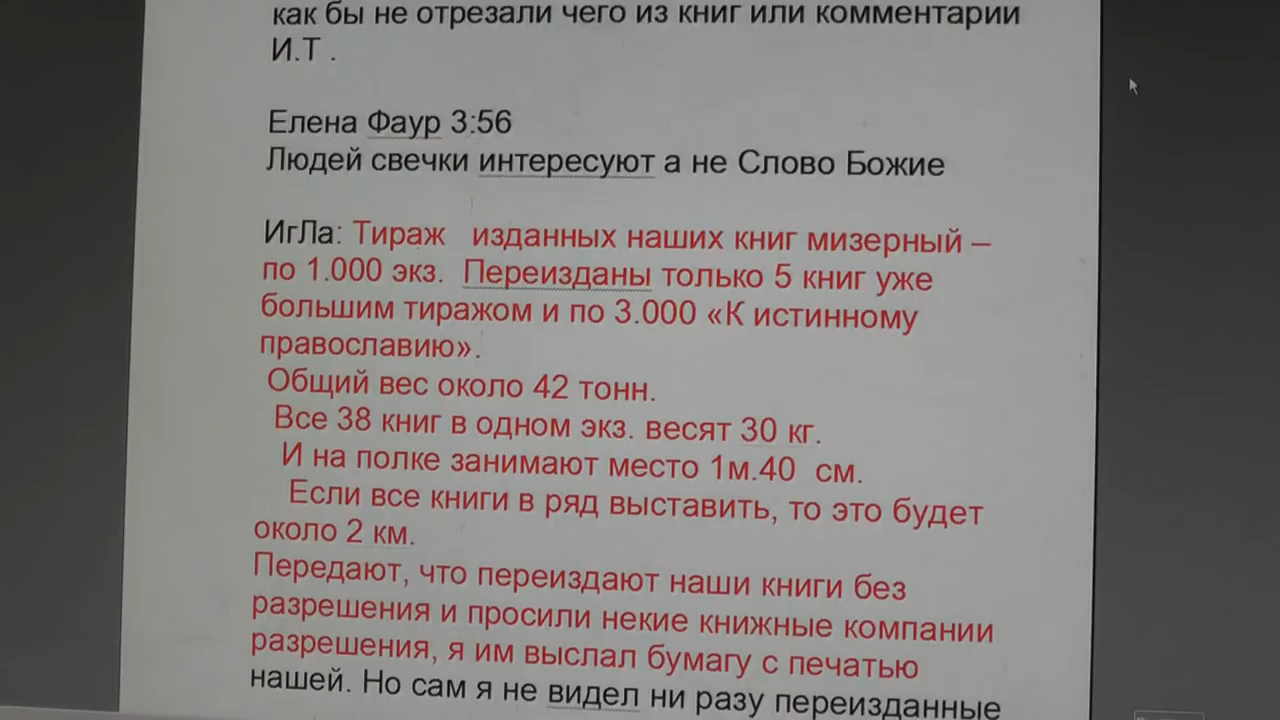 как бы не отрезали чего из книг или комментарии
И.Т .
Елена Фаур 3:56
Людей свечки интересуют а не Слово Божие
ИгЛа: Тираж изданных наших книг мизерный –
по 1.000 экз. Переизданы только 5 книг уже
большим тиражом и по 3.000 «К истинному
православию».
Общий вес около 42 тонн.
Все 38 книг в одном экз. весят 30 кг.
И на полке занимают место 1м.40 см.
Если все книги в ряд выставить, то это будет
около 2 км.
Передают, что переиздают наши книги без
разрешения и просили некие книжные компании
разрешения, я им выслал бумагу с печатью
нашей. Но сам я не видел ни разу переизданные